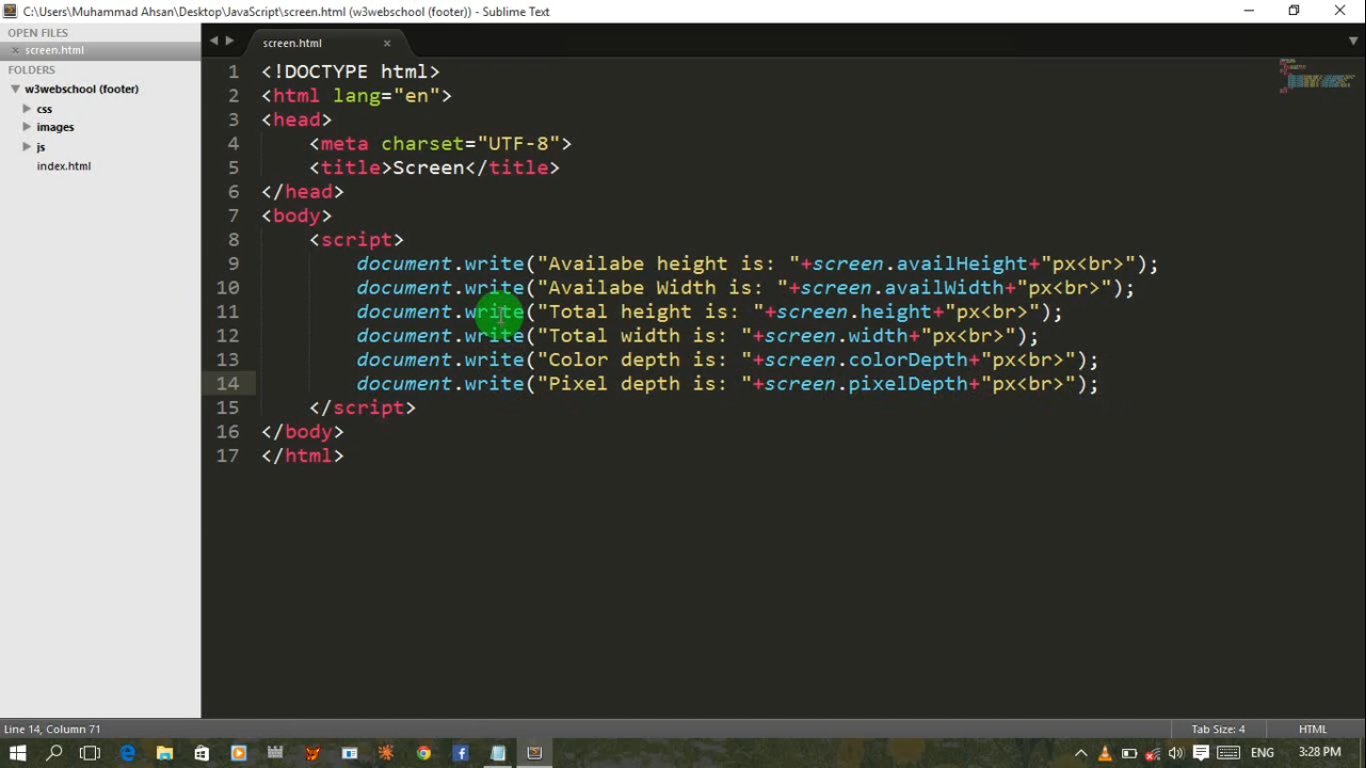 C:\Users\Muhammad Ahsan\Desktop\JavaScript\screen.html (w3webschool (footer)) - Sublime Text
OPEN FILES
screen.html
FOLDERS
w3webschool (footer)
css
images
js
index.html
screen.html
1 <!DOCTYPE html>
2 <html lang="en">
3 <head>
4 <meta charset="UTF-8">
5 <title>Screen</title>
6 </head>
7 <body>
8 <script>
9 document.write("Availabe height is: "+screen.availHeight+"px<br>");
10 document.write("Availabe Width is: "+screen.availWidth+"px<br>");
11 document.write("Total height is: "+screen.height+"px<br>");
12 document.write("Total width is: "+screen.width+"px<br>");
13 document.write("Color depth is: "+screen.colorDepth+"px<br>");
14 document.write("Pixel depth is: "+screen.pixelDepth+"px<br>");
15 </script>
16 </body>
17 </html>
Line 14, Column 71
Tab Size: 4
HTML
ENG
3:28 PM